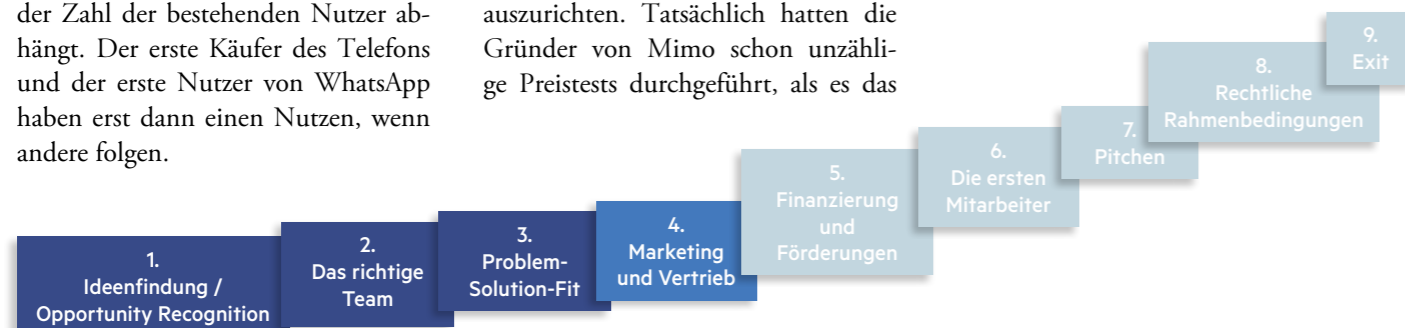 der Zahl der bestehenden Nutzer ab-
hängt. Der erste Käufer des Telefons
und der erste Nutzer von WhatsApp
haben erst dann einen Nutzen, wenn
andere folgen.
auszurichten. Tatsächlich hatten die
Gründer von Mimo schon unzähli-
ge Preistests durchgeführt, als es das
1.
Ideenfindung /
Opportunity Recognition
2.
Das richtige
Team
3.
Problem-
Solution-Fit
4.
Marketing
und Vertrieb
5.
Finanzierung
und
Förderungen
6.
Die ersten
Mitarbeiter
7.
Pitchen
8.
Rechtliche
Rahmenbedingungen
9.
Exit